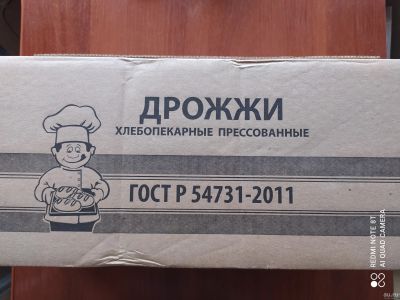 ДРОЖЖИ
ХЛЕБОПЕКАРНЫЕ ПРЕССОВАННЫЕ
ГОСТ Р 54731-2011
REDMI NOTE 8T
AI QUAD CAMERA